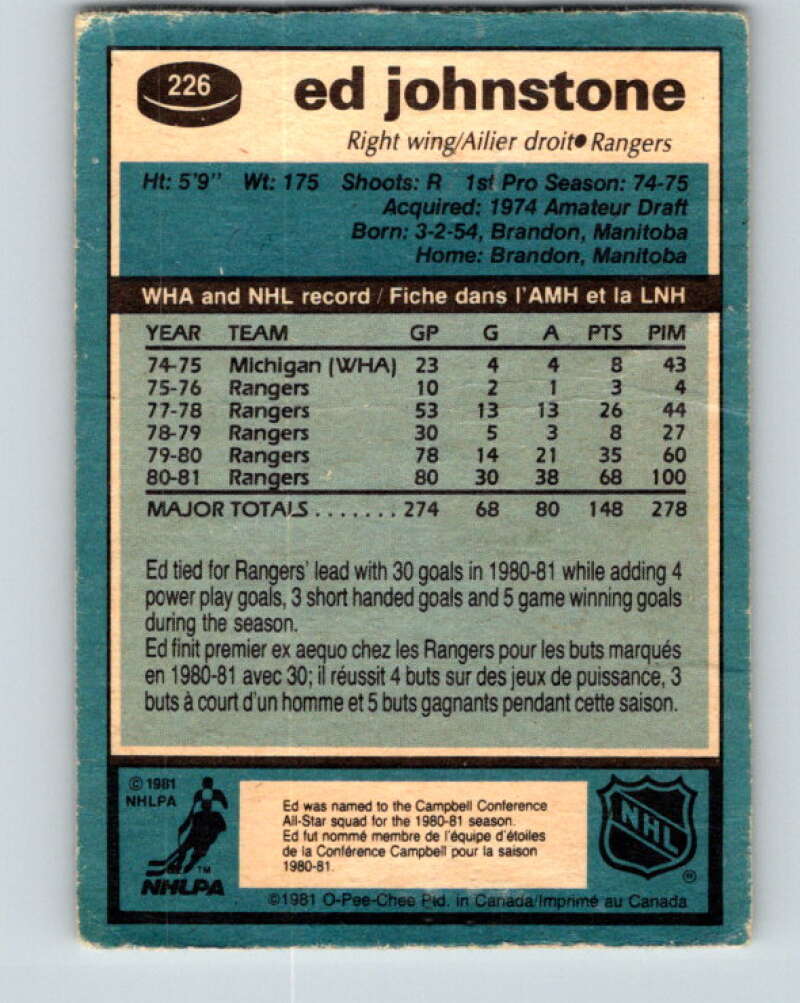 226
ed johnstone
Right wing/Ailier droit • Rangers
Ht: 5'9" Wt: 175 Shoots: R 1st Pro Season: 74-75
Acquired: 1974 Amateur Draft
Born: 3-2-54, Brandon, Manitoba
Home: Brandon, Manitoba
WHA and NHL record / Fiche dans l'AMH et la LNH
YEAR TEAM GP G A PTS PIM
74-75 Michigan (WHA) 23 4 4 8 43
75-76 Rangers 10 2 1 3 4
77-78 Rangers 53 13 13 26 44
78-79 Rangers 30 5 3 8 27
79-80 Rangers 78 14 21 35 60
80-81 Rangers 80 30 38 68 100
MAJOR TOTALS ....... 274 68 80 148 278
Ed tied for Rangers' lead with 30 goals in 1980-81 while adding 4
power play goals, 3 short handed goals and 5 game winning goals
during the season.
Ed finit premier ex aequo chez les Rangers pour les buts marqués
en 1980-81 avec 30; il réussit 4 buts sur des jeux de puissance, 3
buts à court d'un homme et 5 buts gagnants pendant cette saison.
© 1981
NHLPA
TM
NHLPA
Ed was named to the Campbell Conference
All-Star squad for the 1980-81 season.
Ed fut nommé membre de l'équipe d'étoiles
de la Conférence Campbell pour la saison
1980-81.
NHL
®
©1981 O-Pee-Chee Ptd. in Canada/Imprimé au Canada